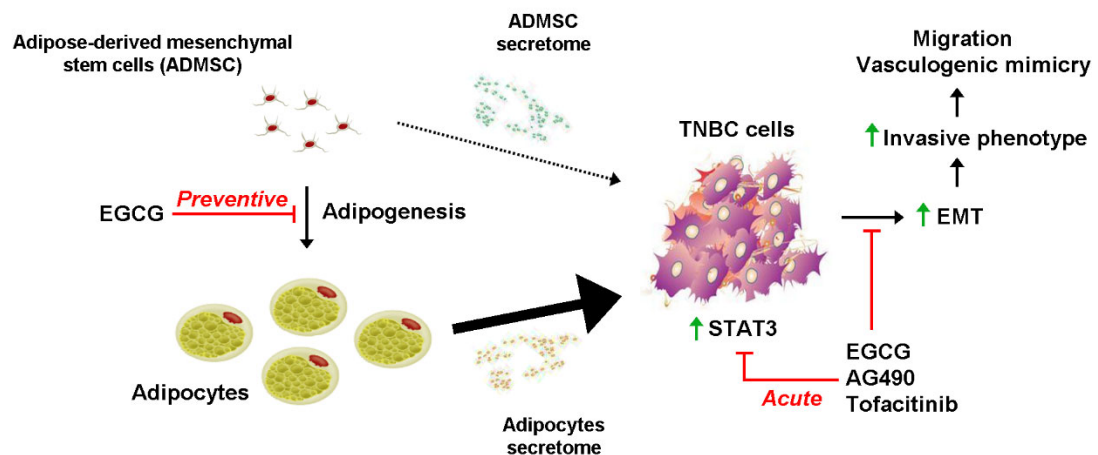 Adipose-derived mesenchymal
stem cells (ADMSC)
ADMSC
secretome
Migration
Vasculogenic mimicry
TNBC cells
Invasive phenotype
EGCG
Preventive
Adipogenesis
EMT
STAT3
Adipocytes
Adipocytes
secretome
EGCG
AG490
Tofacitinib
Acute